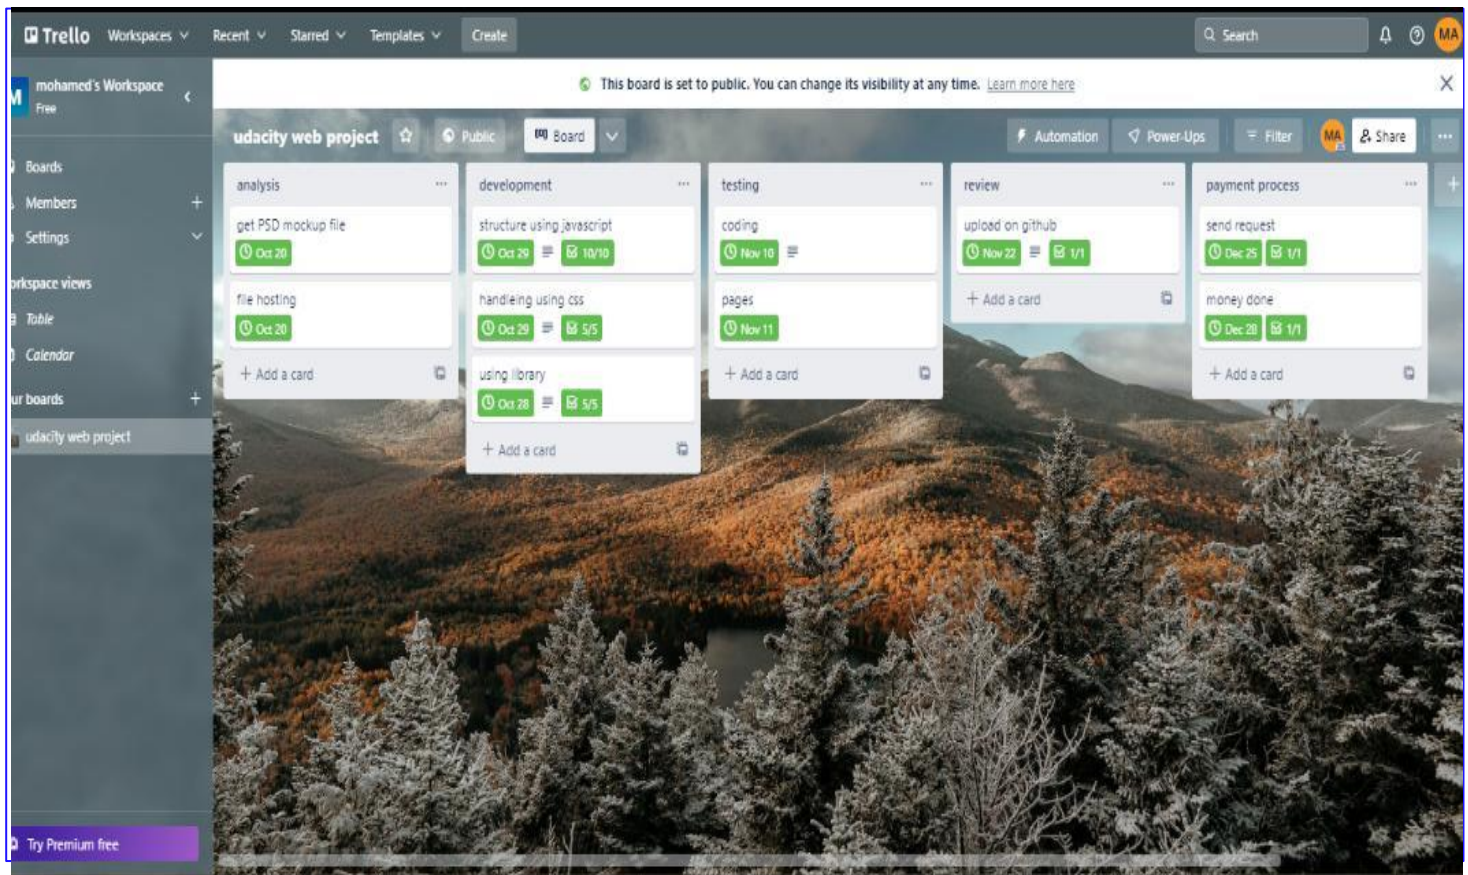 Trello Workspaces Recent Starred Templates Create Search MA
M mohamed's Workspace
Free
This board is set to public. You can change its visibility at any time. Learn more here
udacity web project Public Board Automation Power-Ups Filter MA Share
Boards
Members
Settings
orkspace views
Table
Calendar
ur boards
udacity web project
Try Premium free
analysis
get PSD mockup file
Oct 20
file hosting
Oct 20
+ Add a card
development
structure using javascript
Oct 29 10/10
handleing using css
Oct 29 5/5
using library
Oct 28 5/5
+ Add a card
testing
coding
Nov 10
pages
Nov 11
+ Add a card
review
upload on github
Nov 22 1/1
+ Add a card
payment process
send request
Dec 25 1/1
money done
Dec 28 1/1
+ Add a card